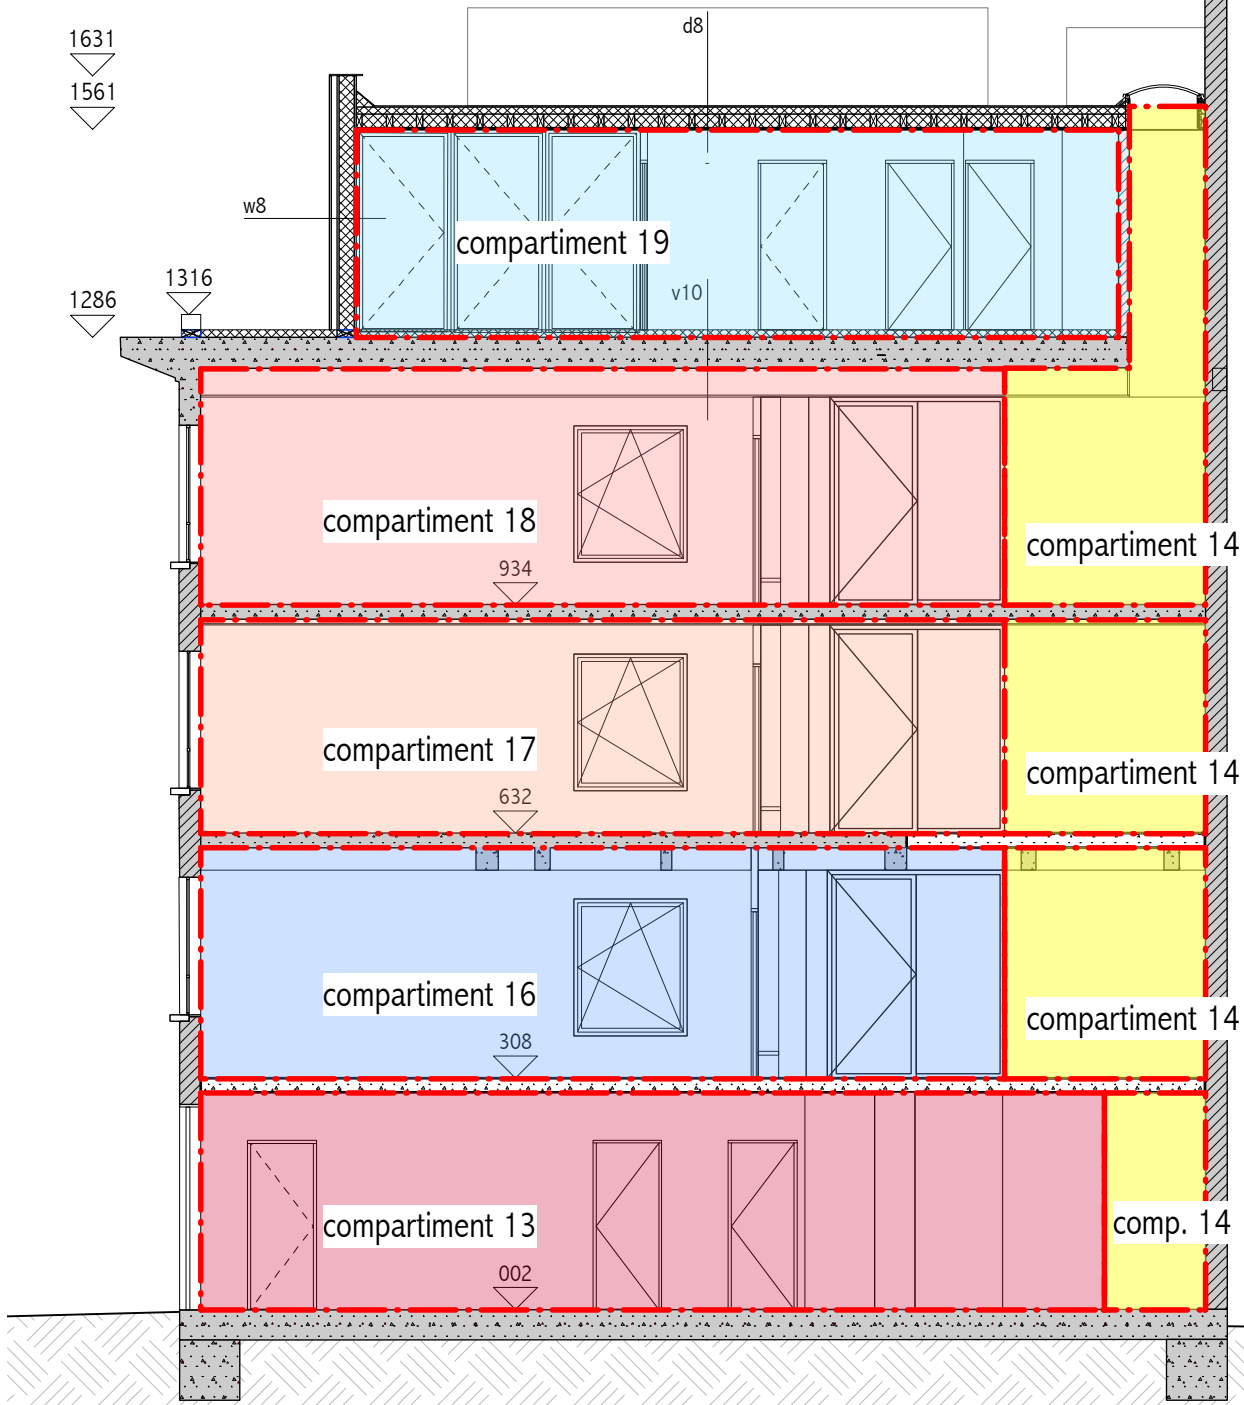 d8
1631
1561
w8
compartiment 19
1316
1286
v10
compartiment 18
compartiment 14
934
compartiment 17
compartiment 14
632
compartiment 16
compartiment 14
308
compartiment 13
comp. 14
002